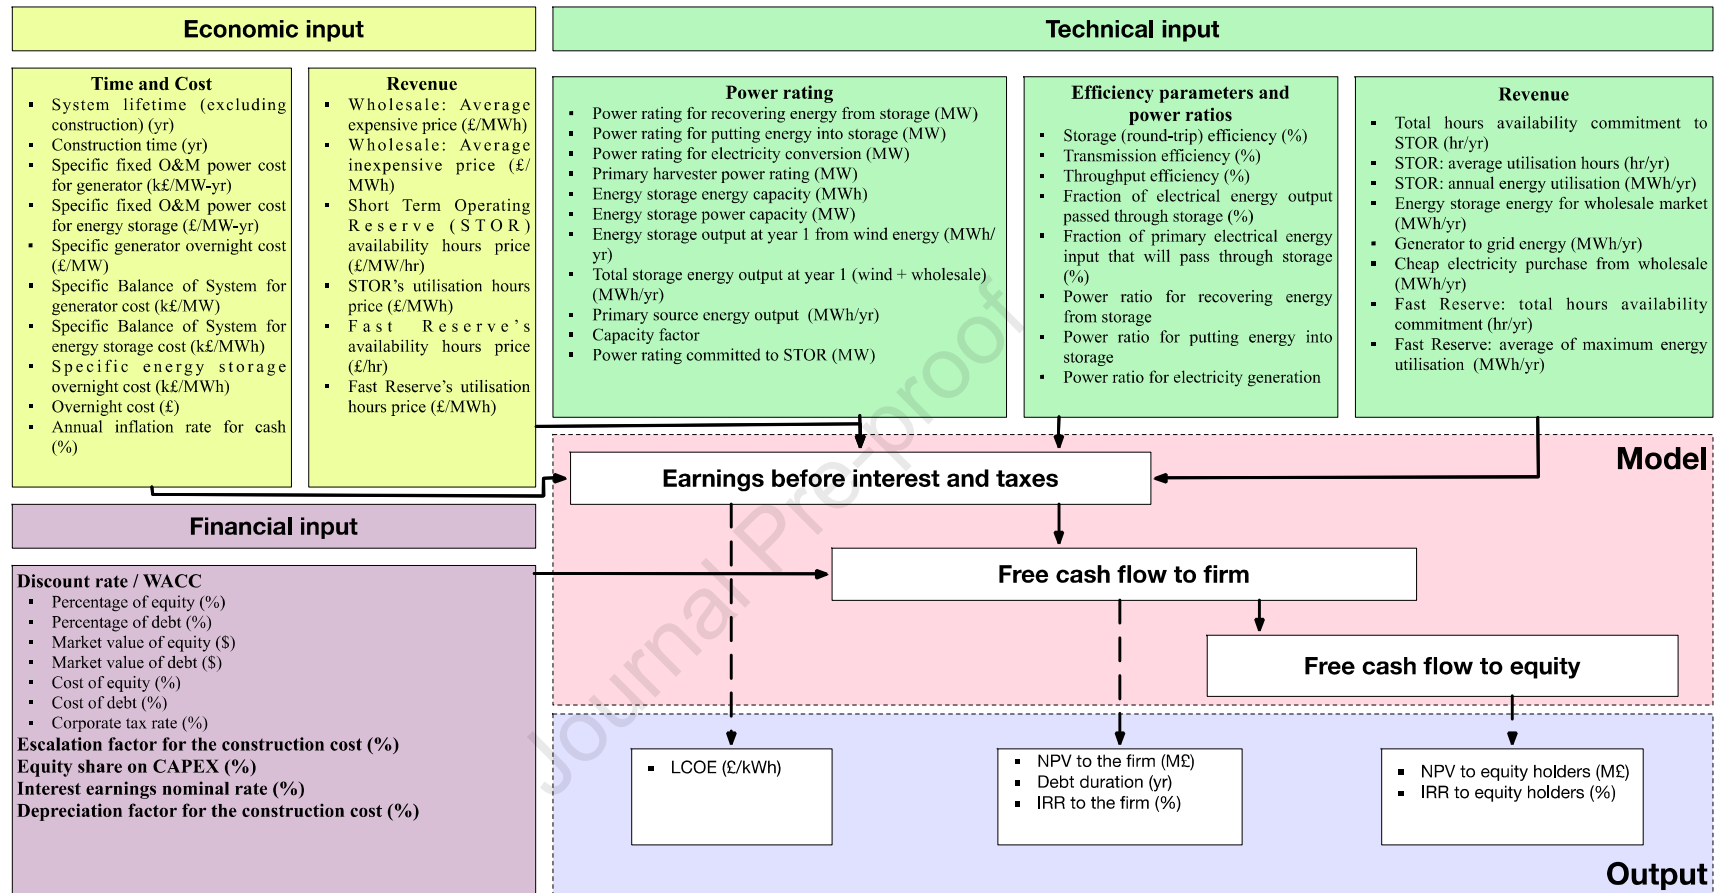 Economic input
Time and Cost
▪ System lifetime (excluding
construction) (yr)
▪ Construction time (yr)
▪ Specific fixed O&M power cost
for generator (k£/MW-yr)
▪ Specific fixed O&M power cost
for energy storage (£/MW-yr)
▪ Specific generator overnight cost
(£/MW)
▪ Specific Balance of System for
generator cost (k£/MW)
▪ Specific Balance of System for
energy storage cost (k£/MWh)
▪ Specific energy storage
overnight cost (k£/MWh)
▪ Overnight cost (£)
▪ Annual inflation rate for cash
(%)
Revenue
▪ Wholesale: Average
expensive price (£/MWh)
▪ Wholesale: Average
inexpensive price (£/
MWh)
▪ Short Term Operating
Reserve (STOR)
availability hours price
(£/MW/hr)
▪ STOR's utilisation hours
price (£/MWh)
▪ Fast Reserve's
availability hours price
(£/hr)
▪ Fast Reserve's utilisation
hours price (£/MWh)
Technical input
Power rating
▪ Power rating for recovering energy from storage (MW)
▪ Power rating for putting energy into storage (MW)
▪ Power rating for electricity conversion (MW)
▪ Primary harvester power rating (MW)
▪ Energy storage energy capacity (MWh)
▪ Energy storage power capacity (MW)
▪ Energy storage output at year 1 from wind energy (MWh/
yr)
▪ Total storage energy output at year 1 (wind + wholesale)
(MWh/yr)
▪ Primary source energy output (MWh/yr)
▪ Capacity factor
▪ Power rating committed to STOR (MW)
Efficiency parameters and
power ratios
▪ Storage (round-trip) efficiency (%)
▪ Transmission efficiency (%)
▪ Throughput efficiency (%)
▪ Fraction of electrical energy output
passed through storage (%)
▪ Fraction of primary electrical energy
input that will pass through storage
(%)
▪ Power ratio for recovering energy
from storage
▪ Power ratio for putting energy into
storage
▪ Power ratio for electricity generation
Revenue
▪ Total hours availability commitment to
STOR (hr/yr)
▪ STOR: average utilisation hours (hr/yr)
▪ STOR: annual energy utilisation (MWh/yr)
▪ Energy storage energy for wholesale market
(MWh/yr)
▪ Generator to grid energy (MWh/yr)
▪ Cheap electricity purchase from wholesale
(MWh/yr)
▪ Fast Reserve: total hours availability
commitment (hr/yr)
▪ Fast Reserve: average of maximum energy
utilisation (MWh/yr)
Financial input
Discount rate / WACC
▪ Percentage of equity (%)
▪ Percentage of debt (%)
▪ Market value of equity ($)
▪ Market value of debt ($)
▪ Cost of equity (%)
▪ Cost of debt (%)
▪ Corporate tax rate (%)
Escalation factor for the construction cost (%)
Equity share on CAPEX (%)
Interest earnings nominal rate (%)
Depreciation factor for the construction cost (%)
Model
Earnings before interest and taxes
Free cash flow to firm
Free cash flow to equity
▪ LCOE (£/kWh)
▪ NPV to the firm (M£)
▪ Debt duration (yr)
▪ IRR to the firm (%)
▪ NPV to equity holders (M£)
▪ IRR to equity holders (%)
Output
Journal Pre-proof